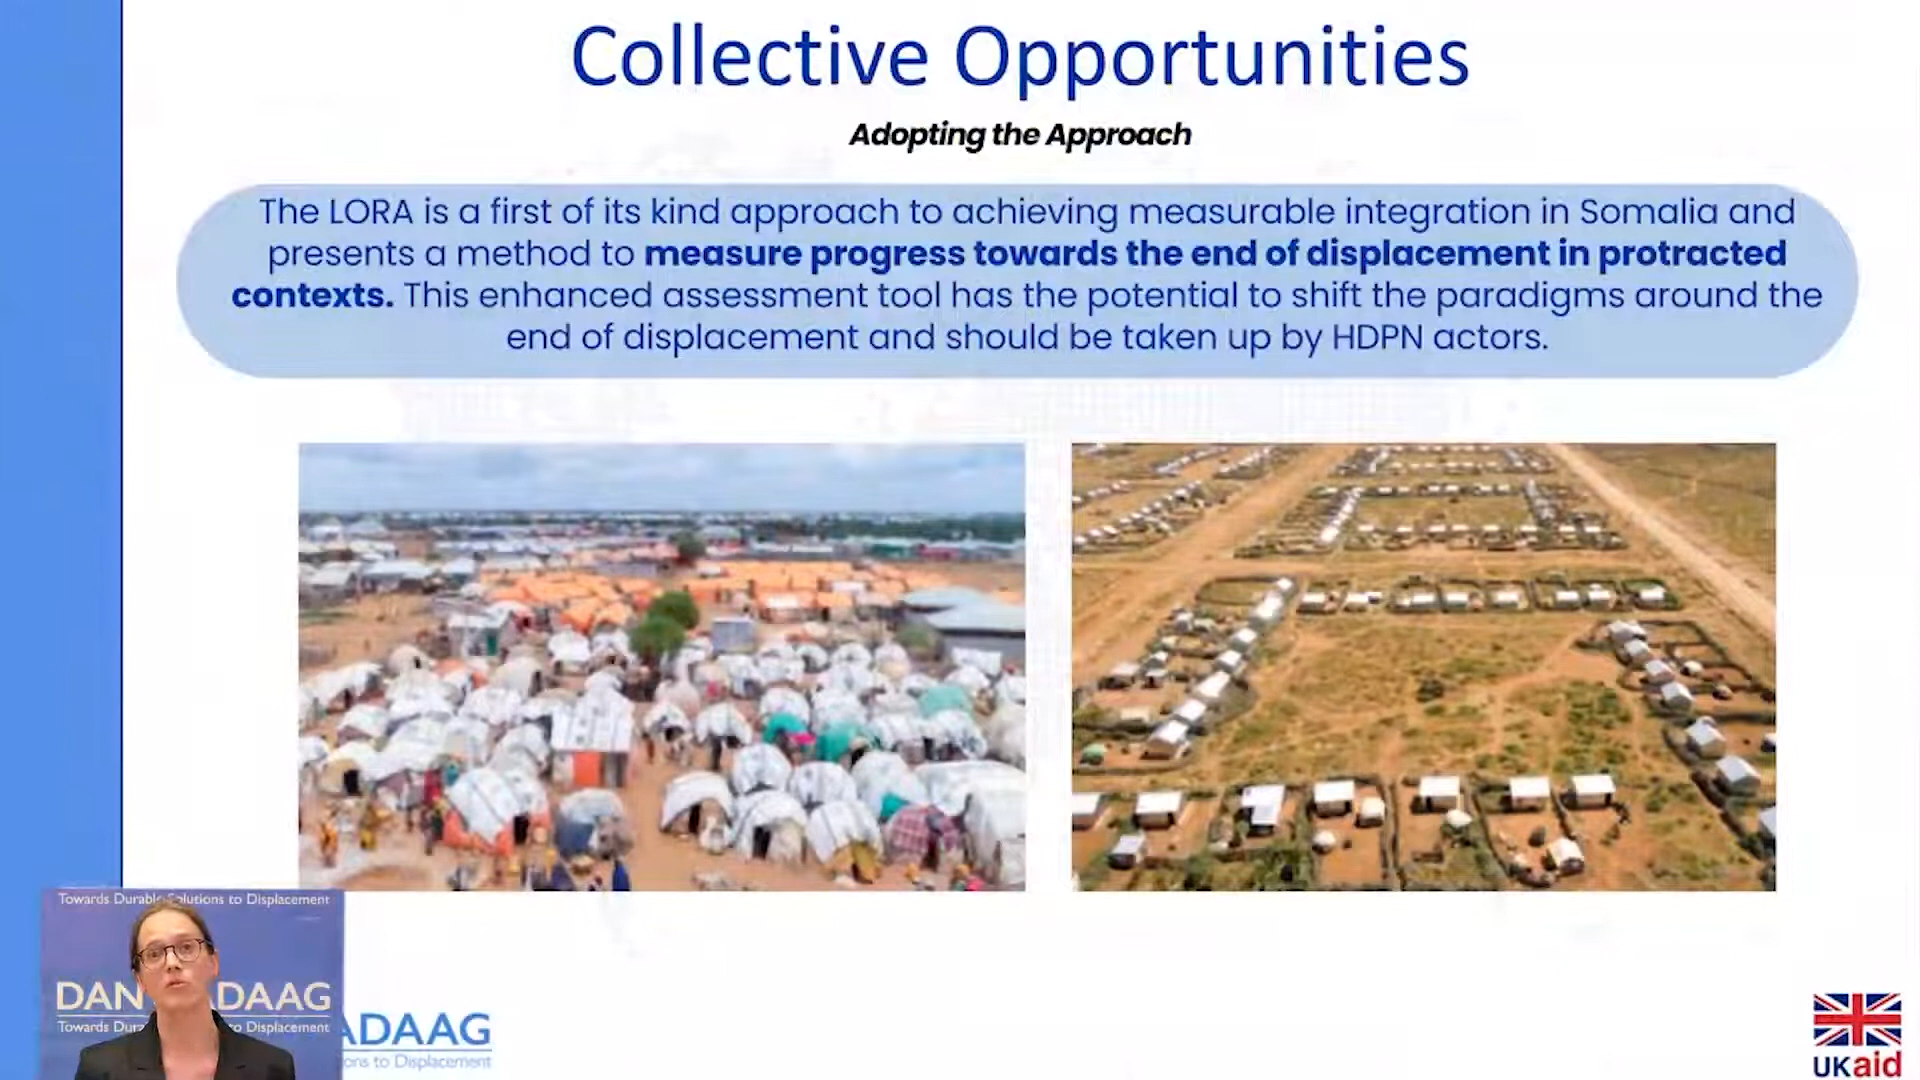 Collective Opportunities
Adopting the Approach
The LORA is a first of its kind approach to achieving measurable integration in Somalia and
presents a method to measure progress towards the end of displacement in protracted
contexts. This enhanced assessment tool has the potential to shift the paradigms around the
end of displacement and should be taken up by HDPN actors.
Towards Durable Solutions to Displacement
DAN ADAAG
Towards Dura to Displacement
ADAAG
ons to Displacement
UKaid